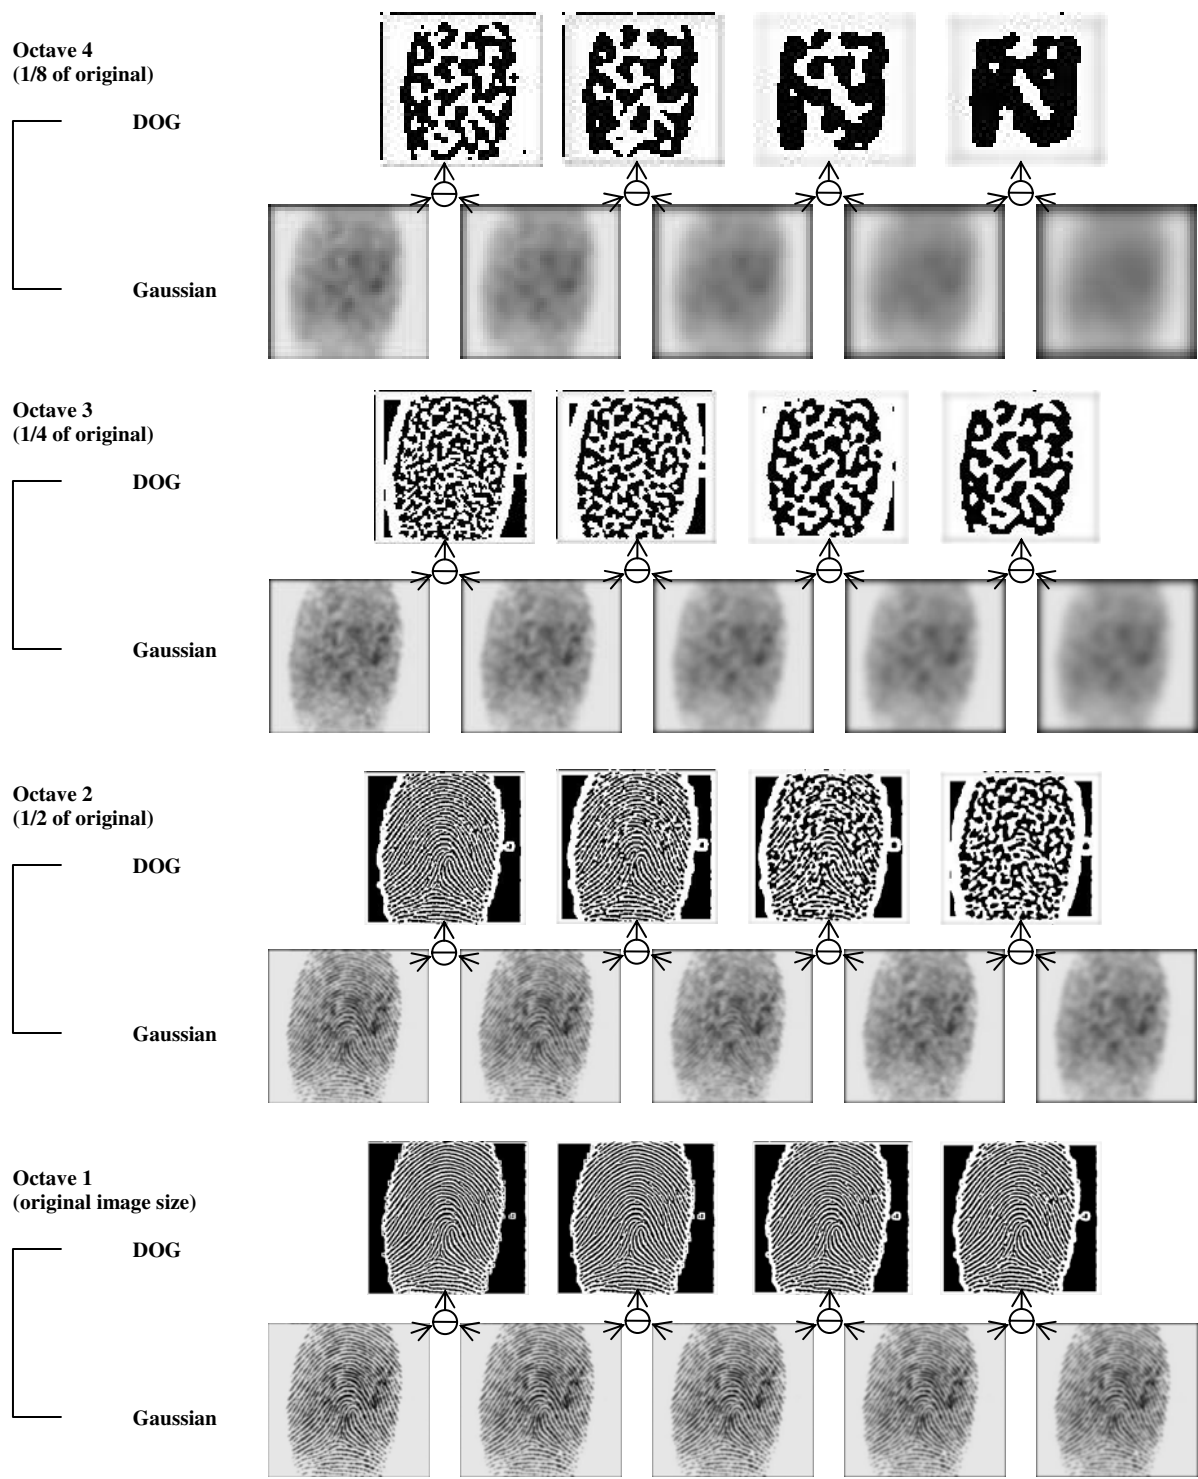 Octave 4
(1/8 of original)
DOG
Gaussian
Octave 3
(1/4 of original)
DOG
Gaussian
Octave 2
(1/2 of original)
DOG
Gaussian
Octave 1
(original image size)
DOG
Gaussian